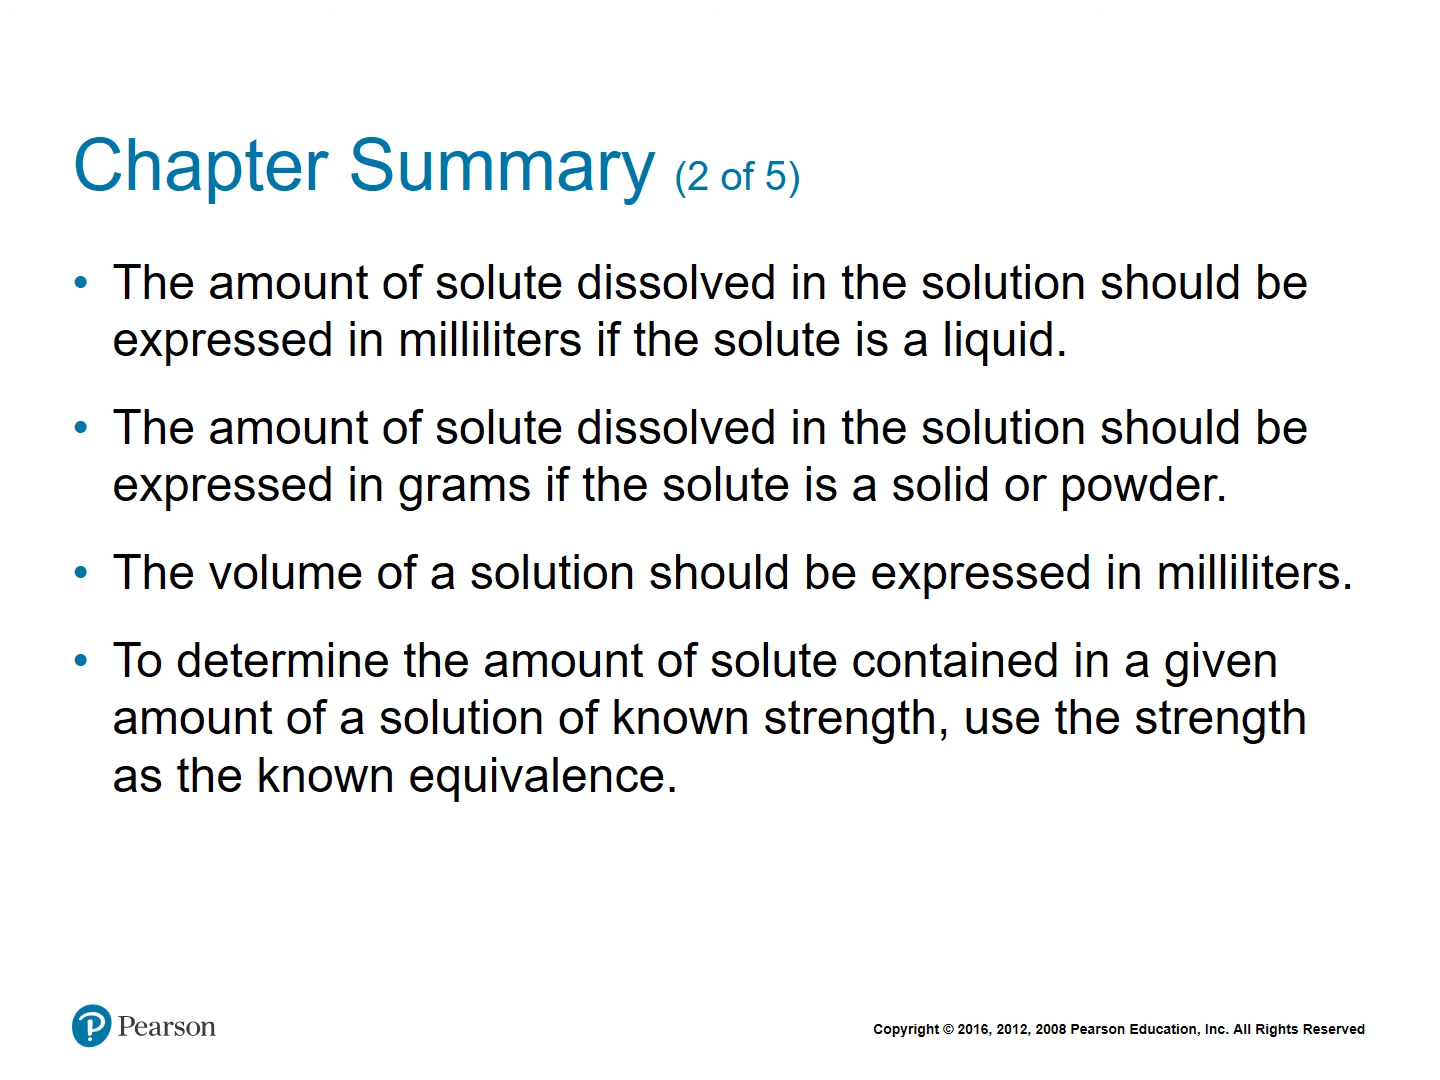 Chapter Summary (2 of 5)
• The amount of solute dissolved in the solution should be
expressed in milliliters if the solute is a liquid.
• The amount of solute dissolved in the solution should be
expressed in grams if the solute is a solid or powder.
• The volume of a solution should be expressed in milliliters.
• To determine the amount of solute contained in a given
amount of a solution of known strength, use the strength
as the known equivalence.
Pearson
Copyright © 2016, 2012, 2008 Pearson Education, Inc. All Rights Reserved